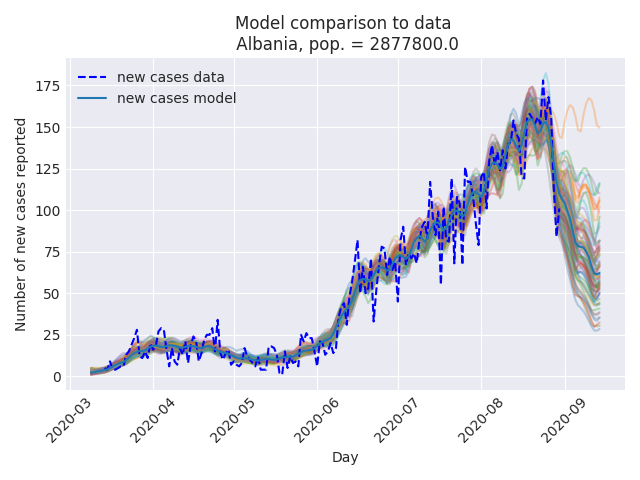 Model comparison to data
Albania, pop. = 2877800.0
new cases data
new cases model
Number of new cases reported
175
150
125
100
75
50
25
0
2020-03
2020-04
2020-05
2020-06
2020-07
2020-08
2020-09
Day